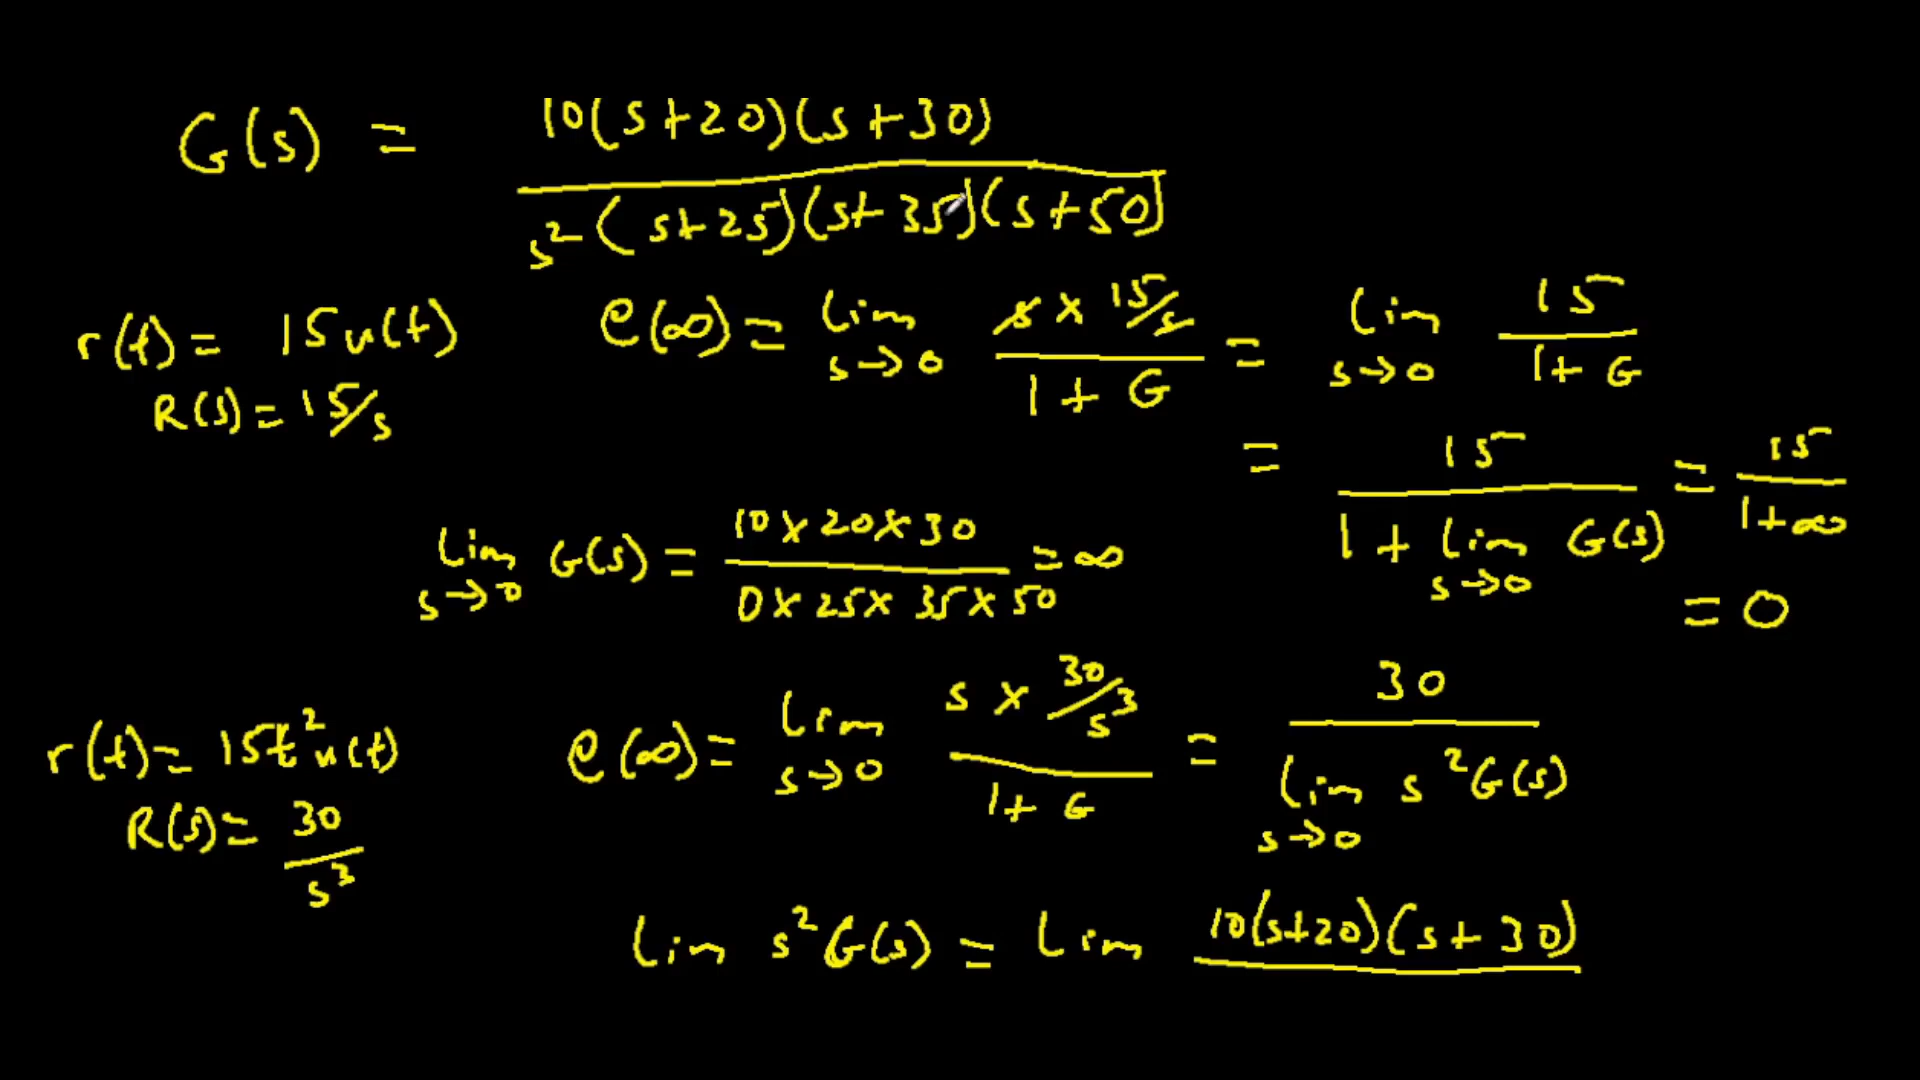 G(s) = 10(s+20)(s+30) / s²(s+25)(s+35)(s+50)
r(t) = 15u(t)   e(∞) = lim s→0 s × 15/s / 1 + G = lim s→0 15 / 1 + G
R(s) = 15/s
= 15 / 1 + lim s→0 G(s) = 15 / 1+∞
lim s→0 G(s) = 10 × 20 × 30 / 0 × 25 × 35 × 50 = ∞
= 0
r(t) = 15t²u(t)   e(∞) = lim s→0 s × 30/s³ / 1 + G = 30 / lim s→0 s²G(s)
R(s) = 30 / s³
lim s²G(s) = lim 10(s+20)(s+30)